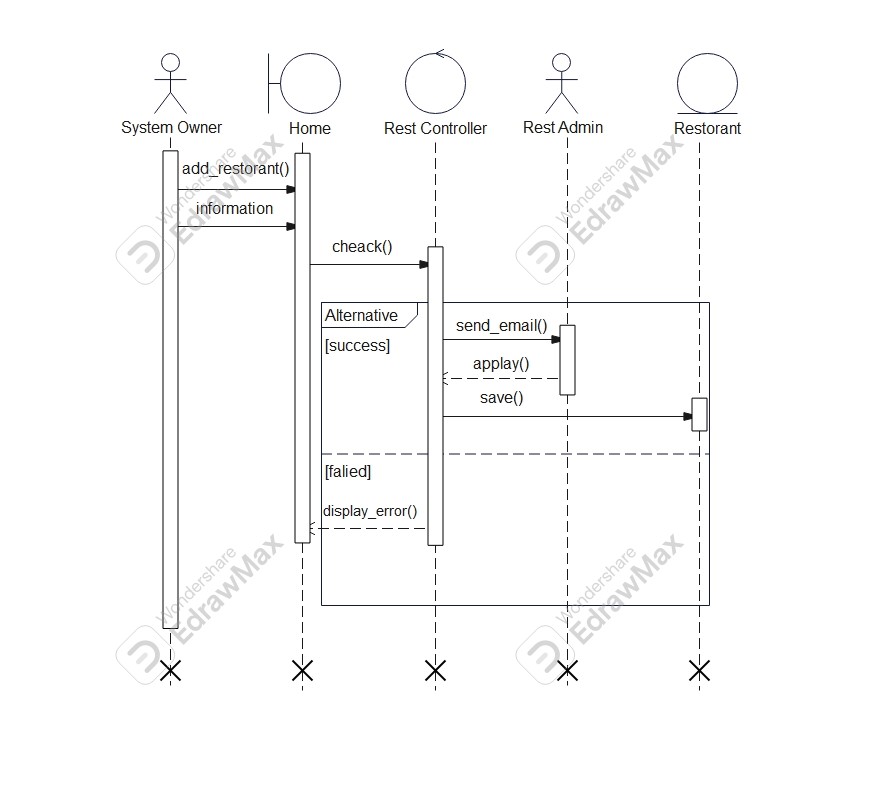 System Owner
Home
Rest Controller
Rest Admin
Restorant
add_restorant()
information
cheack()
Alternative
[success]
send_email()
applay()
save()
[falied]
display_error()
Wondershare
EdrawMax
Wondershare
EdrawMax
Wondershare
EdrawMax
Wondershare
EdrawMax